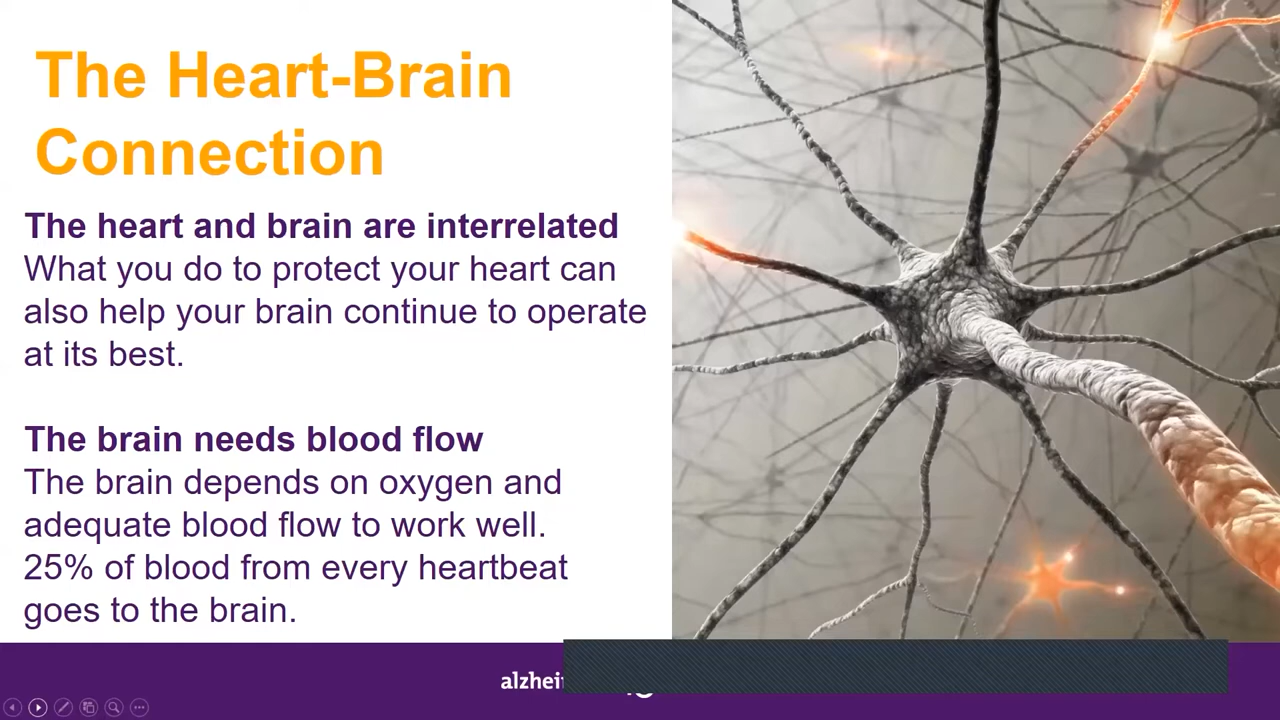 The Heart-Brain
Connection
The heart and brain are interrelated
What you do to protect your heart can
also help your brain continue to operate
at its best.
The brain needs blood flow
The brain depends on oxygen and
adequate blood flow to work well.
25% of blood from every heartbeat
goes to the brain.